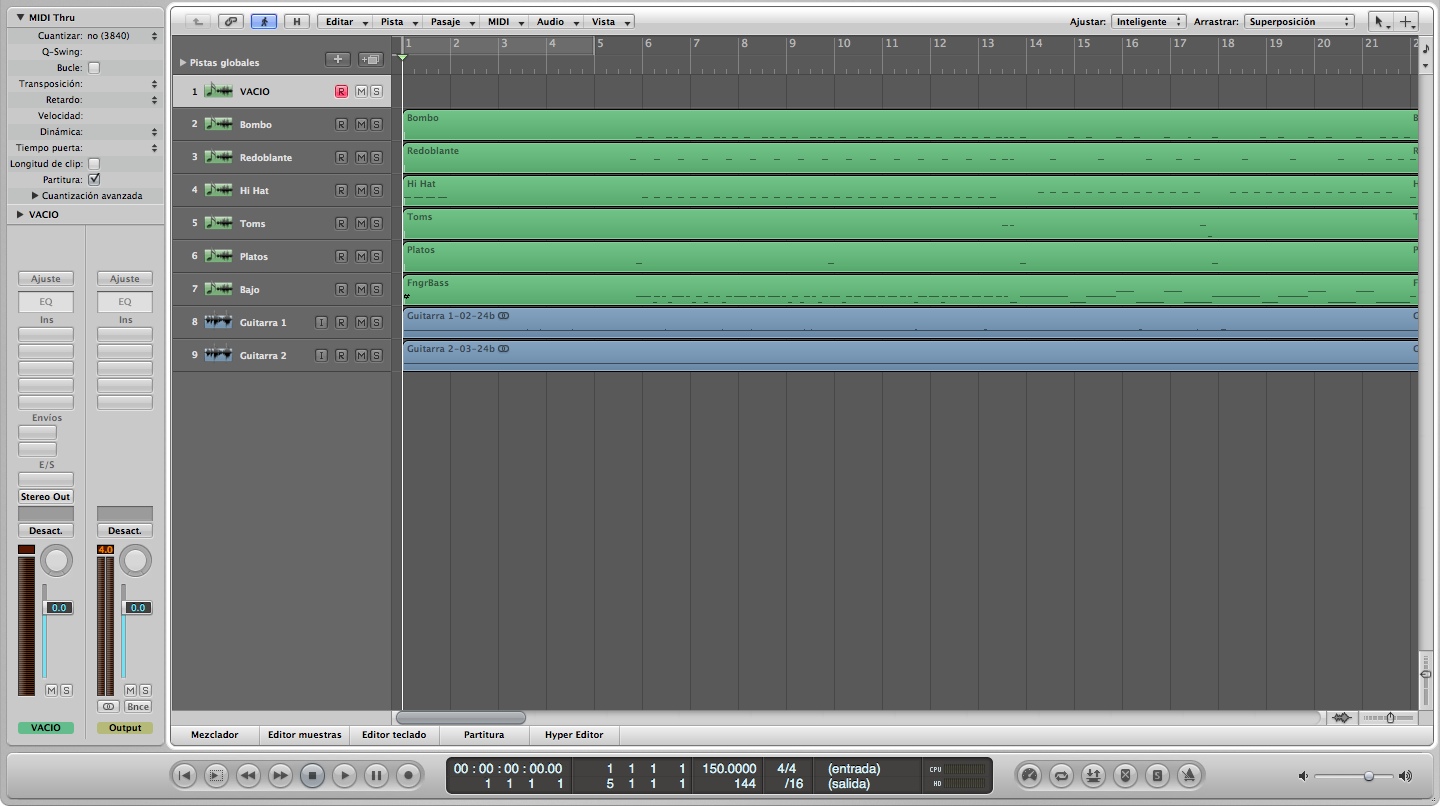 MIDI Thru
Cuantizar: no (3840)
Q-Swing:
Bucle:
Transposición:
Retardo:
Velocidad:
Dinámica:
Tiempo puerta:
Longitud de clip:
Partitura:
Cuantización avanzada
VACIO
Ajuste Ajuste
EQ EQ
Ins Ins
Envíos
E/S
Stereo Out
Desact. Desact.
4.0
0.0 0.0
M S M S
Bnce
VACIO Output
H Editar Pista Pasaje MIDI Audio Vista Ajustar: Inteligente Arrastrar: Superposición
Pistas globales
1 2 3 4 5 6 7 8 9 10 11 12 13 14 15 16 17 18 19 20 21
1 VACIO R M S
2 Bombo R M S Bombo
3 Redoblante R M S Redoblante
4 Hi Hat R M S Hi Hat
5 Toms R M S Toms
6 Platos R M S Platos
7 Bajo R M S FngrBass
8 Guitarra 1 I R M S Guitarra 1-02-24b
9 Guitarra 2 I R M S Guitarra 2-03-24b
Mezclador Editor muestras Editor teclado Partitura Hyper Editor
00 : 00 : 00 : 00.00 1 1 1 1 150.0000 4/4 (entrada) CPU
1 1 1 1 5 1 1 1 144 /16 (salida) HD
S